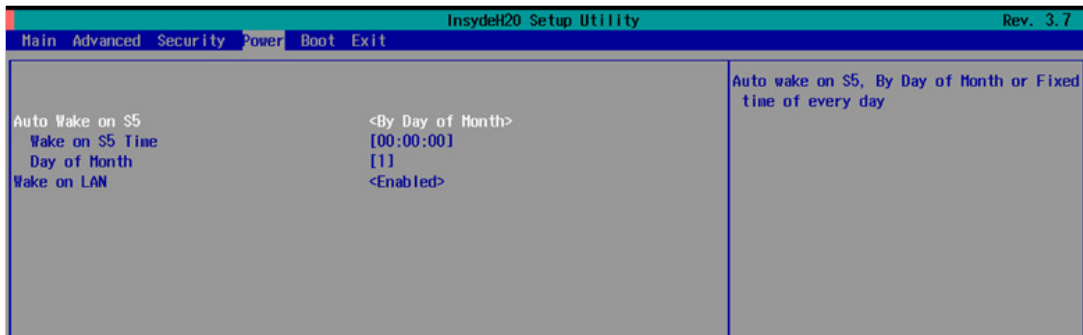 InsydeH20 Setup Utility Rev. 3.7
Main Advanced Security Power Boot Exit
Auto Wake on S5 <By Day of Month>
Wake on S5 Time [00:00:00]
Day of Month [1]
Wake on LAN <Enabled>
Auto wake on S5, By Day of Month or Fixed
time of every day